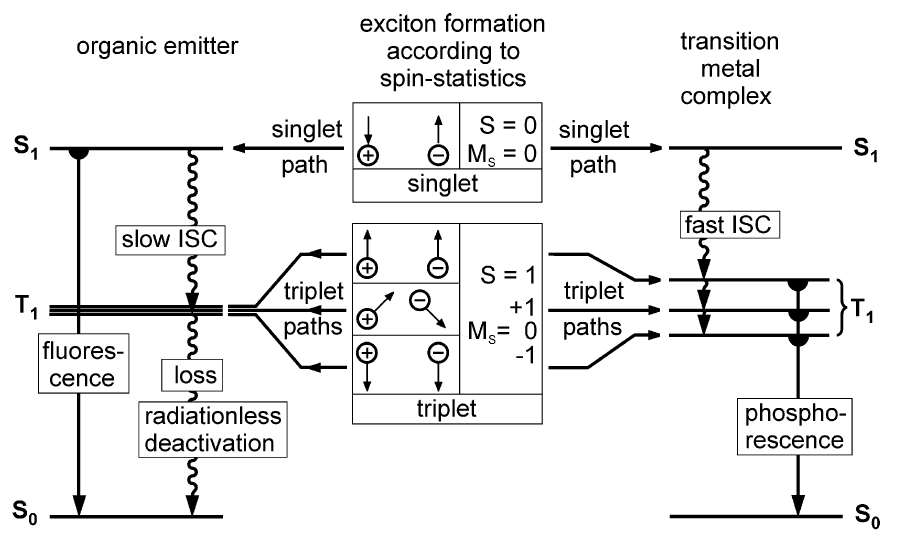 organic emitter
exciton formation
according to
spin-statistics
transition
metal
complex
S1
singlet
path
S = 0
Ms = 0
singlet
singlet
path
S1
slow ISC
fast ISC
T1
triplet
paths
S = 1
+1
Ms= 0
-1
triplet
triplet
paths
T1
fluores-
cence
loss
radiationless
deactivation
phospho-
rescence
S0
S0